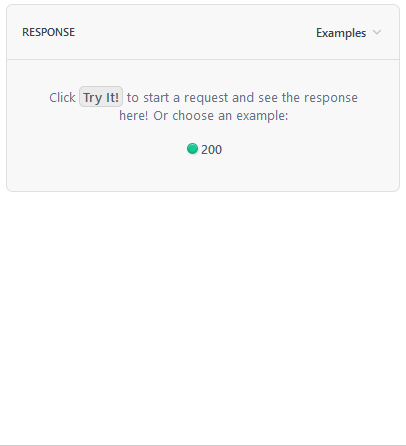 RESPONSE
Examples
Click Try It! to start a request and see the response
here! Or choose an example:
200